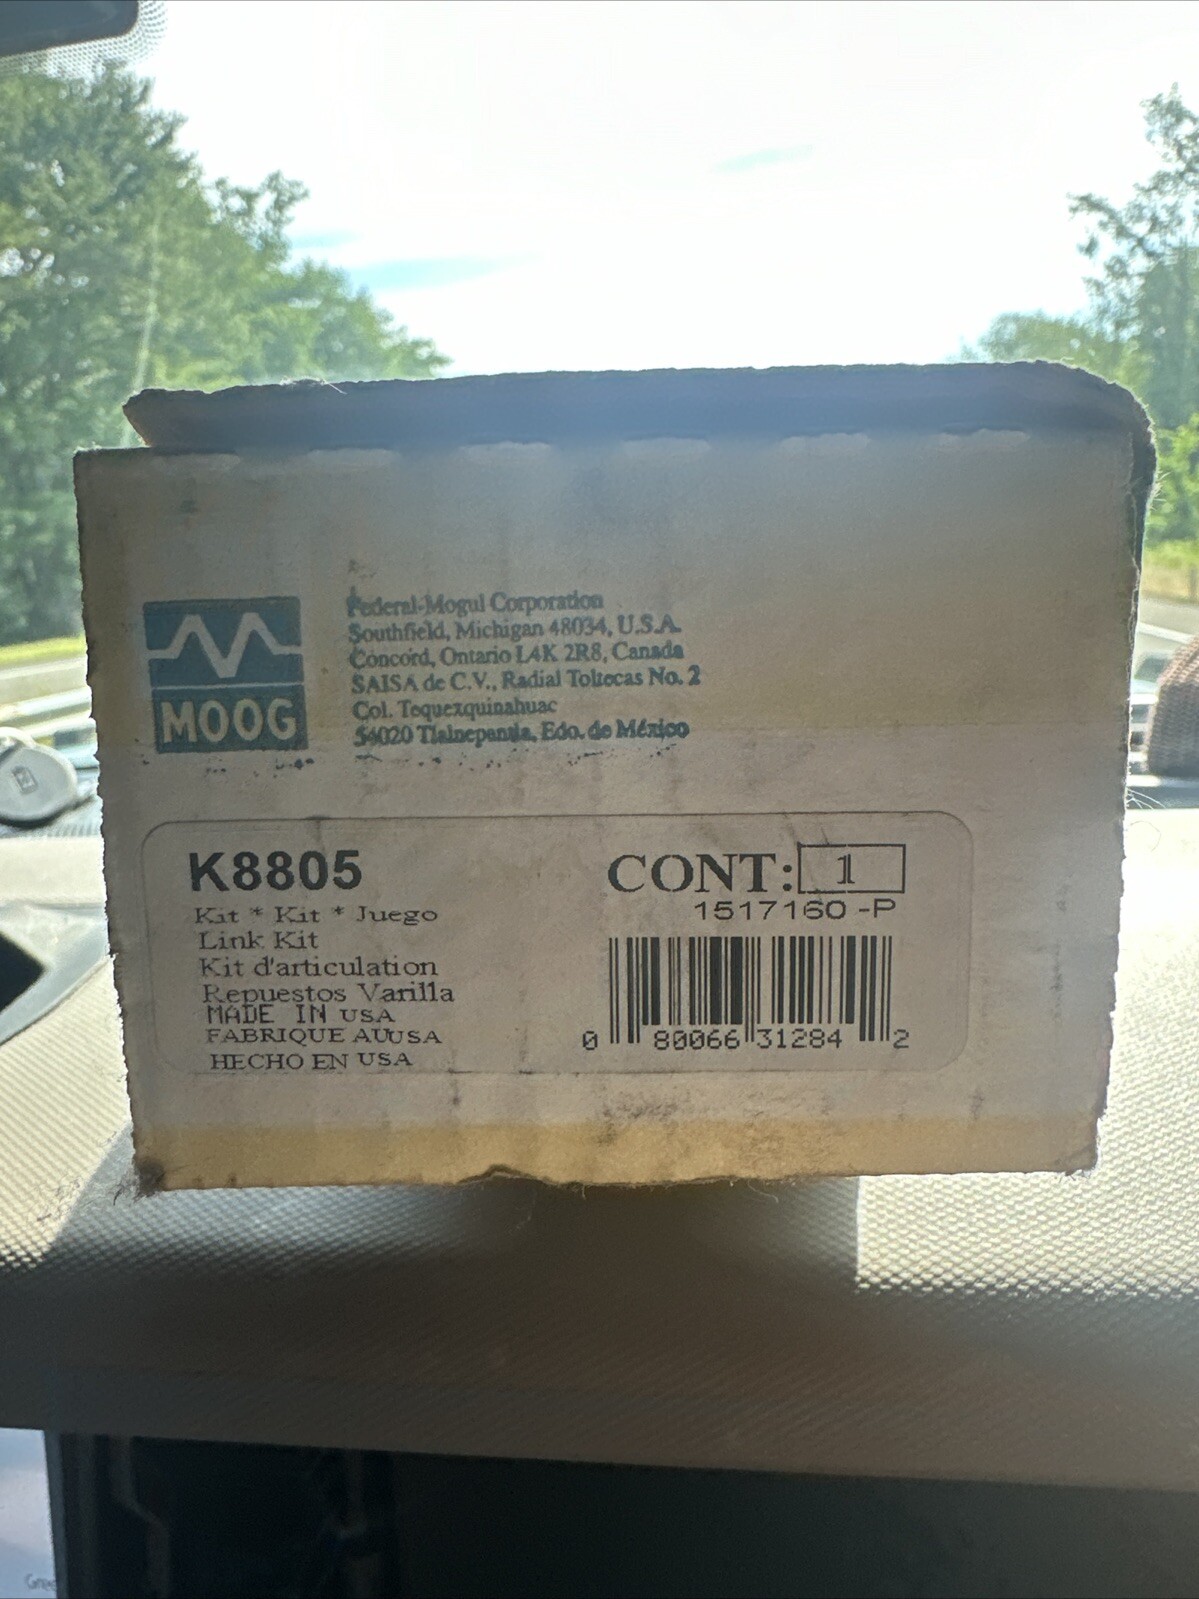 MOOG
Federal-Mogul Corporation
Southfield, Michigan 48034, U.S.A.
Concord, Ontario L4K 2R8, Canada
SAISA de C.V., Radial Toltecas No. 2
Col. Tequexquinahuac
54020 Tlalnepantla, Edo. de México
K8805
Kit * Kit * Juego
Link Kit
Kit d'articulation
Repuestos Varilla
MADE IN USA
FABRIQUE AUUSA
HECHO EN USA
CONT: 1
1517160 -P
0 80066 31284 2